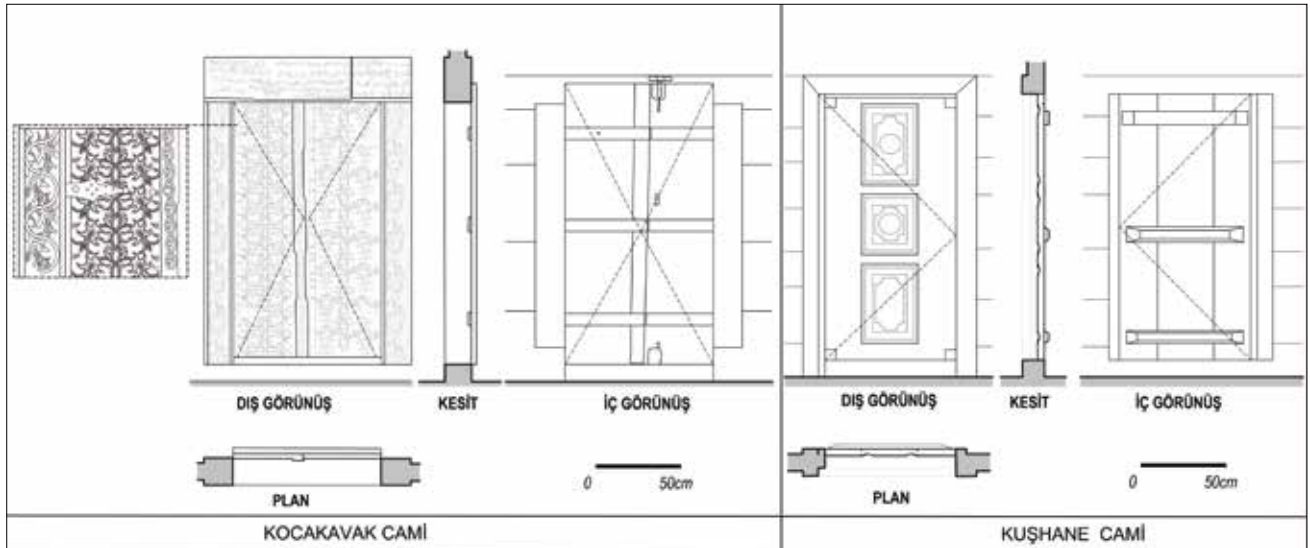 DIŞ GÖRÜNÜŞ
KESİT
İÇ GÖRÜNÜŞ
PLAN
0 50cm
KOCAKAVAK CAMİ
DIŞ GÖRÜNÜŞ
KESİT
İÇ GÖRÜNÜŞ
PLAN
0 50cm
KUŞHANE CAMİ